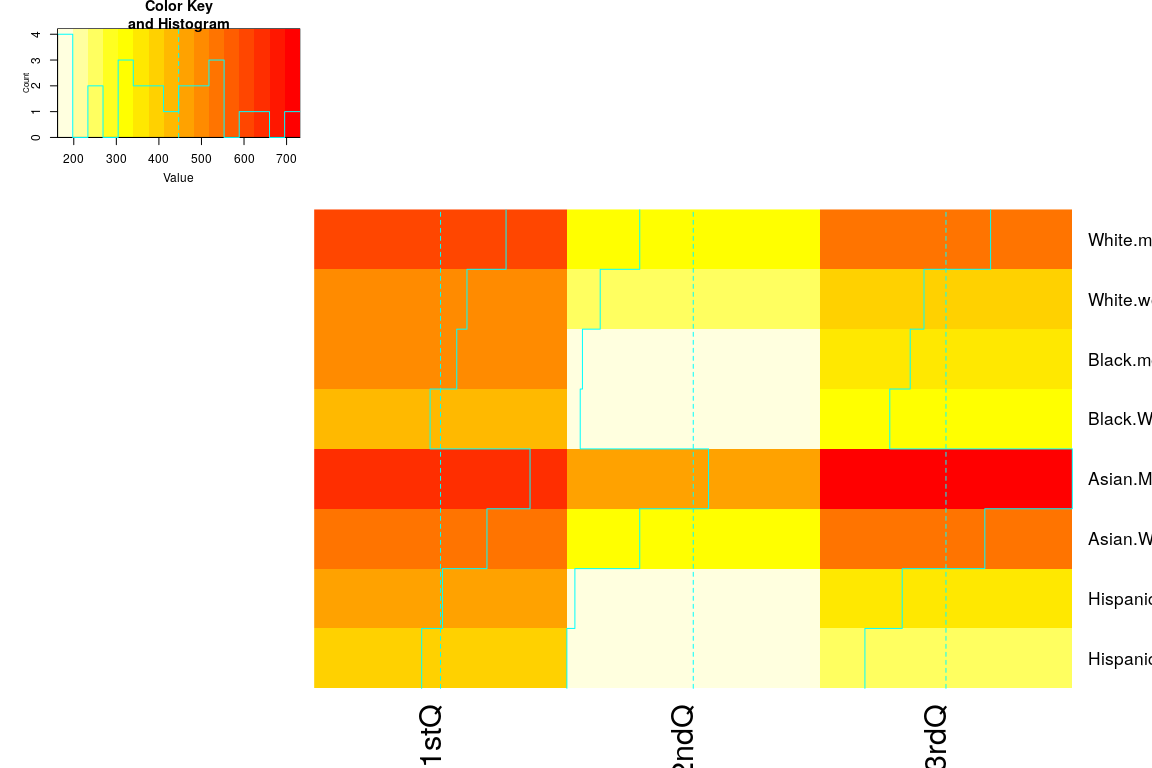 Color Key
and Histogram
Count
0 1 2 3 4
200 300 400 500 600 700
Value
White.m
White.w
Black.m
Black.W
Asian.M
Asian.W
Hispanic
Hispanic
1stQ
2ndQ
3rdQ